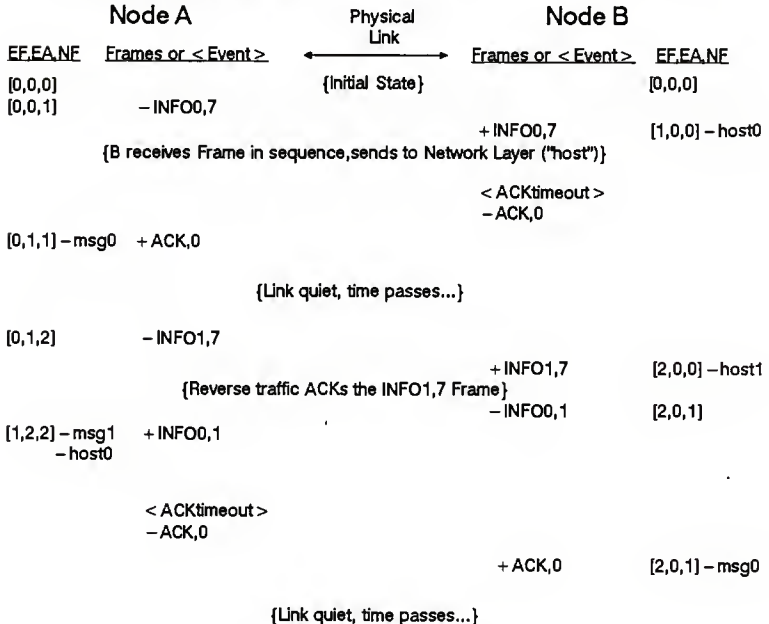 Node A Physical Node B
Link
EF,EA,NF Frames or <Event> Frames or <Event> EF,EA,NF
[0,0,0] {Initial State} [0,0,0]
[0,0,1] −INFO0,7
+INFO0,7 [1,0,0] −host0
{B receives Frame in sequence,sends to Network Layer ("host")}
<ACKtimeout>
−ACK,0
[0,1,1] −msg0 +ACK,0
{Link quiet, time passes...}
[0,1,2] −INFO1,7
+INFO1,7 [2,0,0] −host1
{Reverse traffic ACKs the INFO1,7 Frame}
−INFO0,1 [2,0,1]
[1,2,2] −msg1 +INFO0,1
−host0
<ACKtimeout>
−ACK,0
+ACK,0 [2,0,1] −msg0
{Link quiet, time passes...}